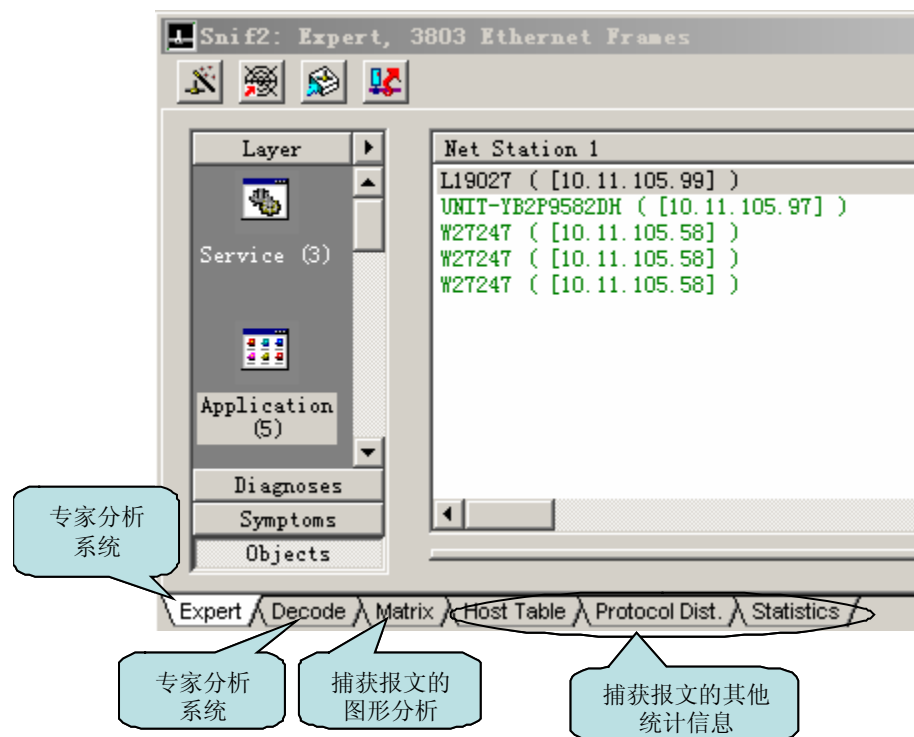 Snif2: Expert, 3803 Ethernet Frames
Layer
Service (3)
Application
(5)
Diagnoses
Symptoms
Objects
Net Station 1
L19027 ( [10.11.105.99] )
UNIT-YB2P9582DH ( [10.11.105.97] )
W27247 ( [10.11.105.58] )
W27247 ( [10.11.105.58] )
W27247 ( [10.11.105.58] )
专家分析
系统
Expert Decode Matrix Host Table Protocol Dist. Statistics
专家分析
系统
捕获报文的
图形分析
捕获报文的其他
统计信息